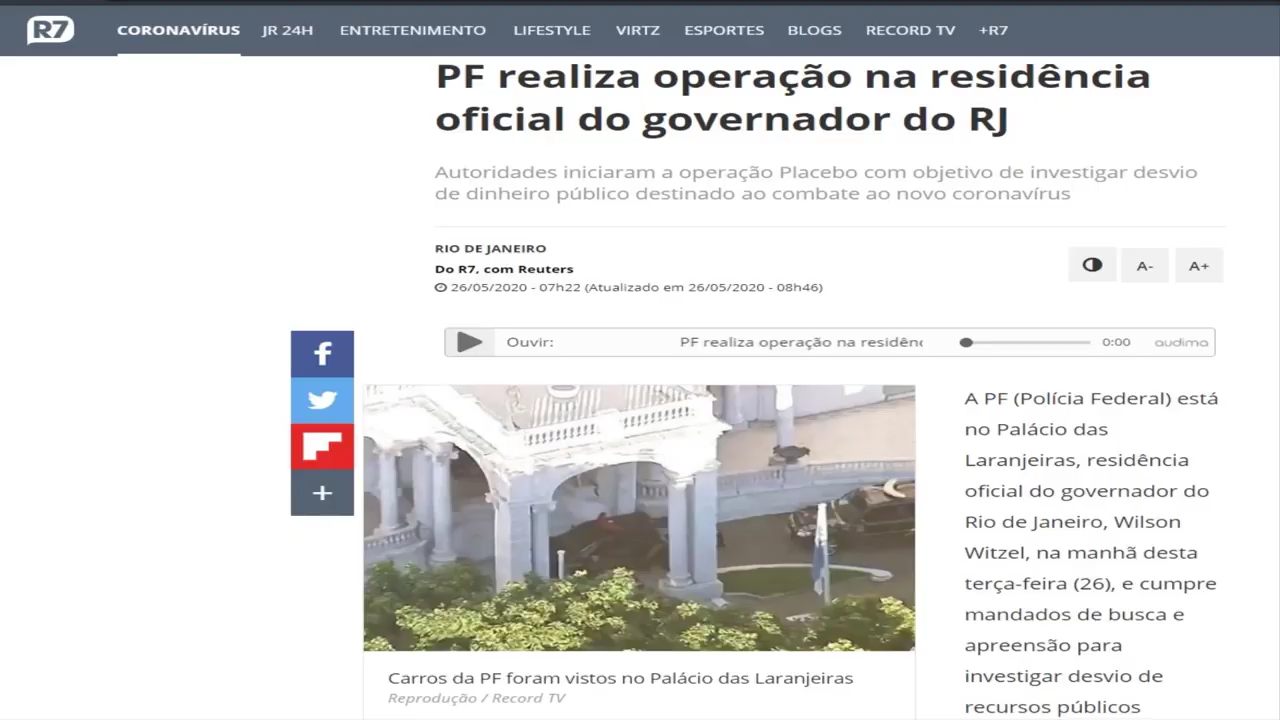 R7
CORONAVÍRUS JR 24H ENTRETENIMENTO LIFESTYLE VIRTZ ESPORTES BLOGS RECORD TV +R7
PF realiza operação na residência
oficial do governador do RJ
Autoridades iniciaram a operação Placebo com objetivo de investigar desvio
de dinheiro público destinado ao combate ao novo coronavírus
RIO DE JANEIRO
Do R7, com Reuters
26/05/2020 - 07h22 (Atualizado em 26/05/2020 - 08h46)
A- A+
Ouvir: PF realiza operação na residênc 0:00 audima
A PF (Polícia Federal) está
no Palácio das
Laranjeiras, residência
oficial do governador do
Rio de Janeiro, Wilson
Witzel, na manhã desta
terça-feira (26), e cumpre
mandados de busca e
apreensão para
investigar desvio de
recursos públicos
Carros da PF foram vistos no Palácio das Laranjeiras
Reprodução / Record TV